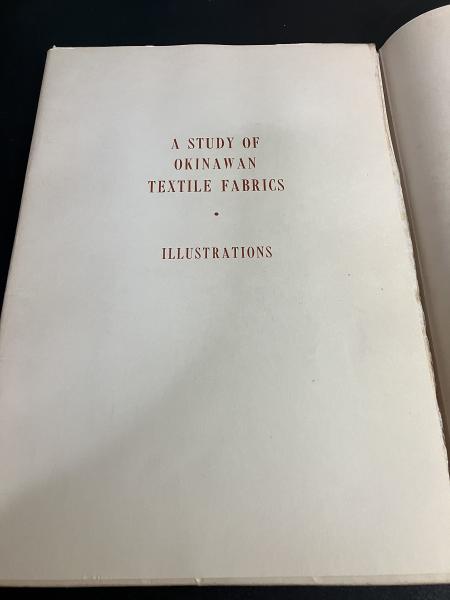 A STUDY OF
OKINAWAN
TEXTILE FABRICS
•
ILLUSTRATIONS